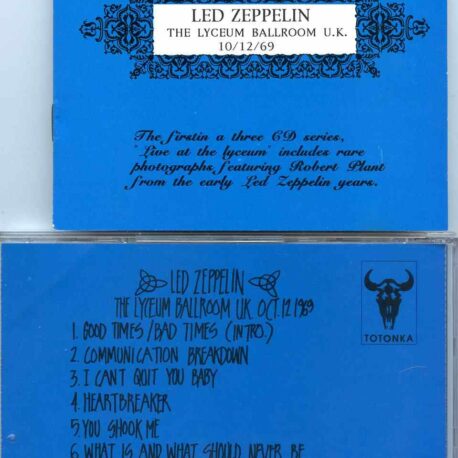 LED ZEPPELIN
THE LYCEUM BALLROOM U.K.
10/12/69
The firstin a three CD series,
"Live at the lyceum" includes rare
photographs featuring Robert Plant
from the early Led Zeppelin years.
LED ZEPPELIN
THE LYCEUM BALLROOM UK. OCT.12 1969
TOTONKA
1. GOOD TIMES/BAD TIMES (INTRO.)
2. COMMUNICATION BREAKDOWN
3. I CAN'T QUIT YOU BABY
4. HEARTBREAKER
5. YOU SHOOK ME
6. WHAT IS AND WHAT SHOULD NEVER BE